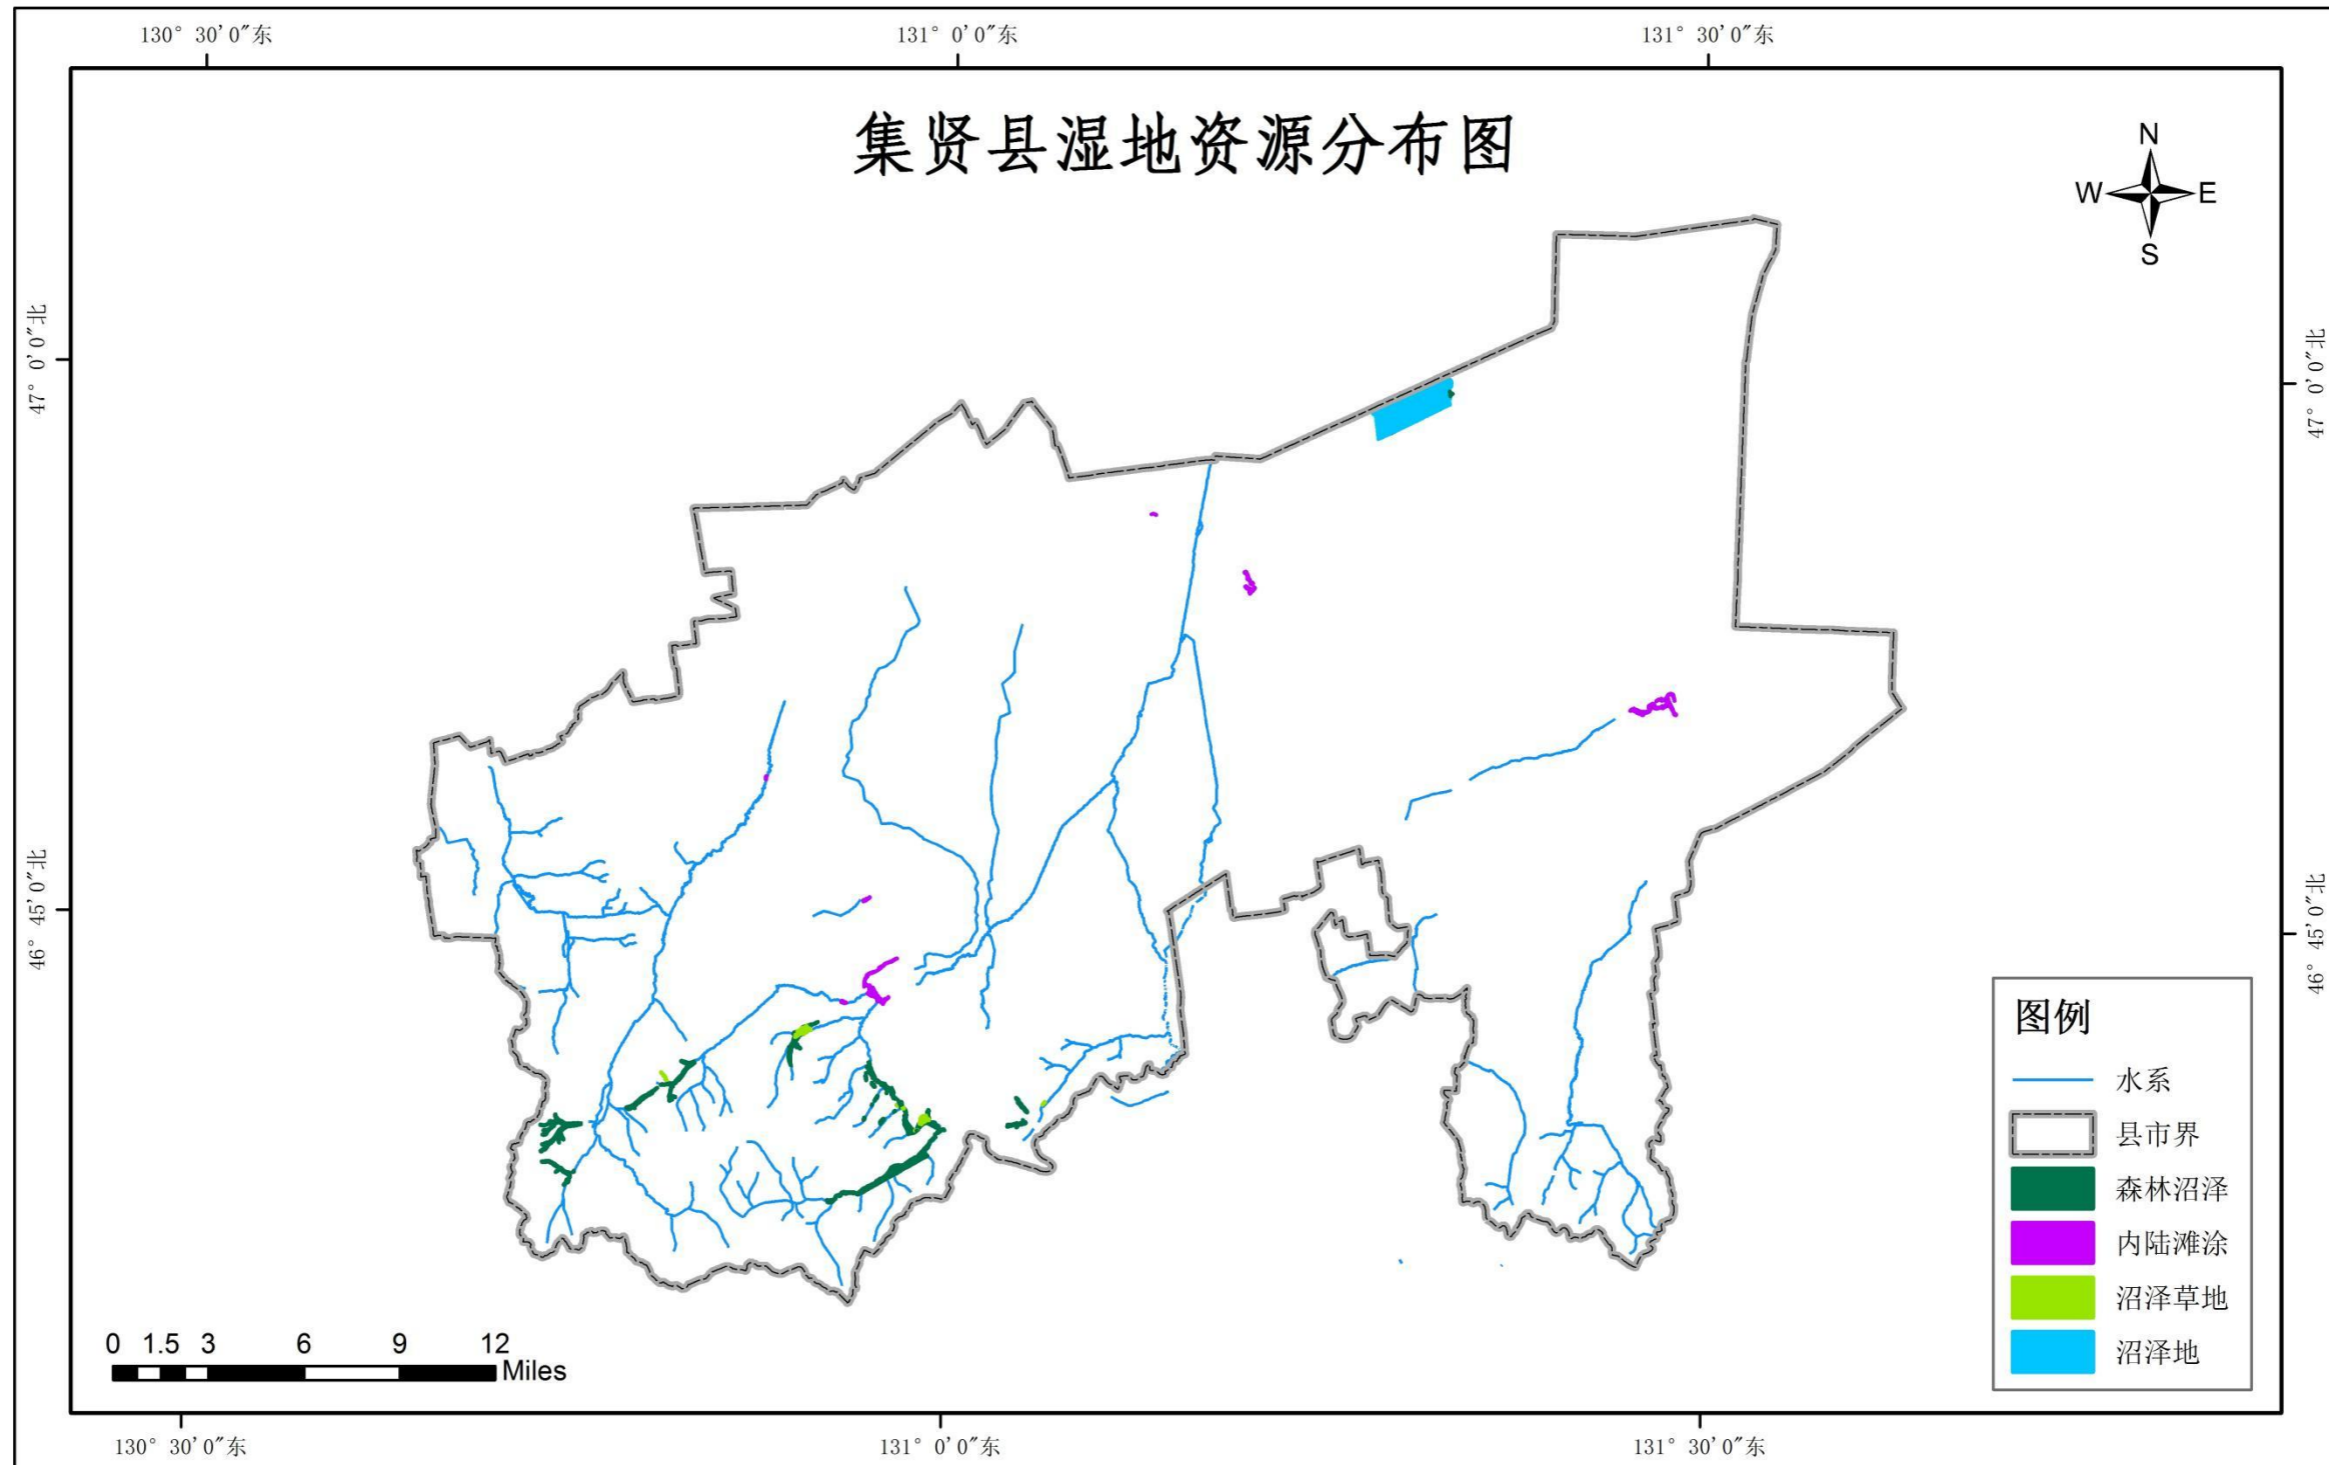 130° 30′0″东
131° 0′0″东
131° 30′0″东
集贤县湿地资源分布图
N
W E
S
47° 0′0″北
47° 0′0″北
46° 45′0″北
46° 45′0″北
图例
水系
县市界
森林沼泽
内陆滩涂
沼泽草地
沼泽地
0 1.5 3 6 9 12
Miles
130° 30′0″东
131° 0′0″东
131° 30′0″东